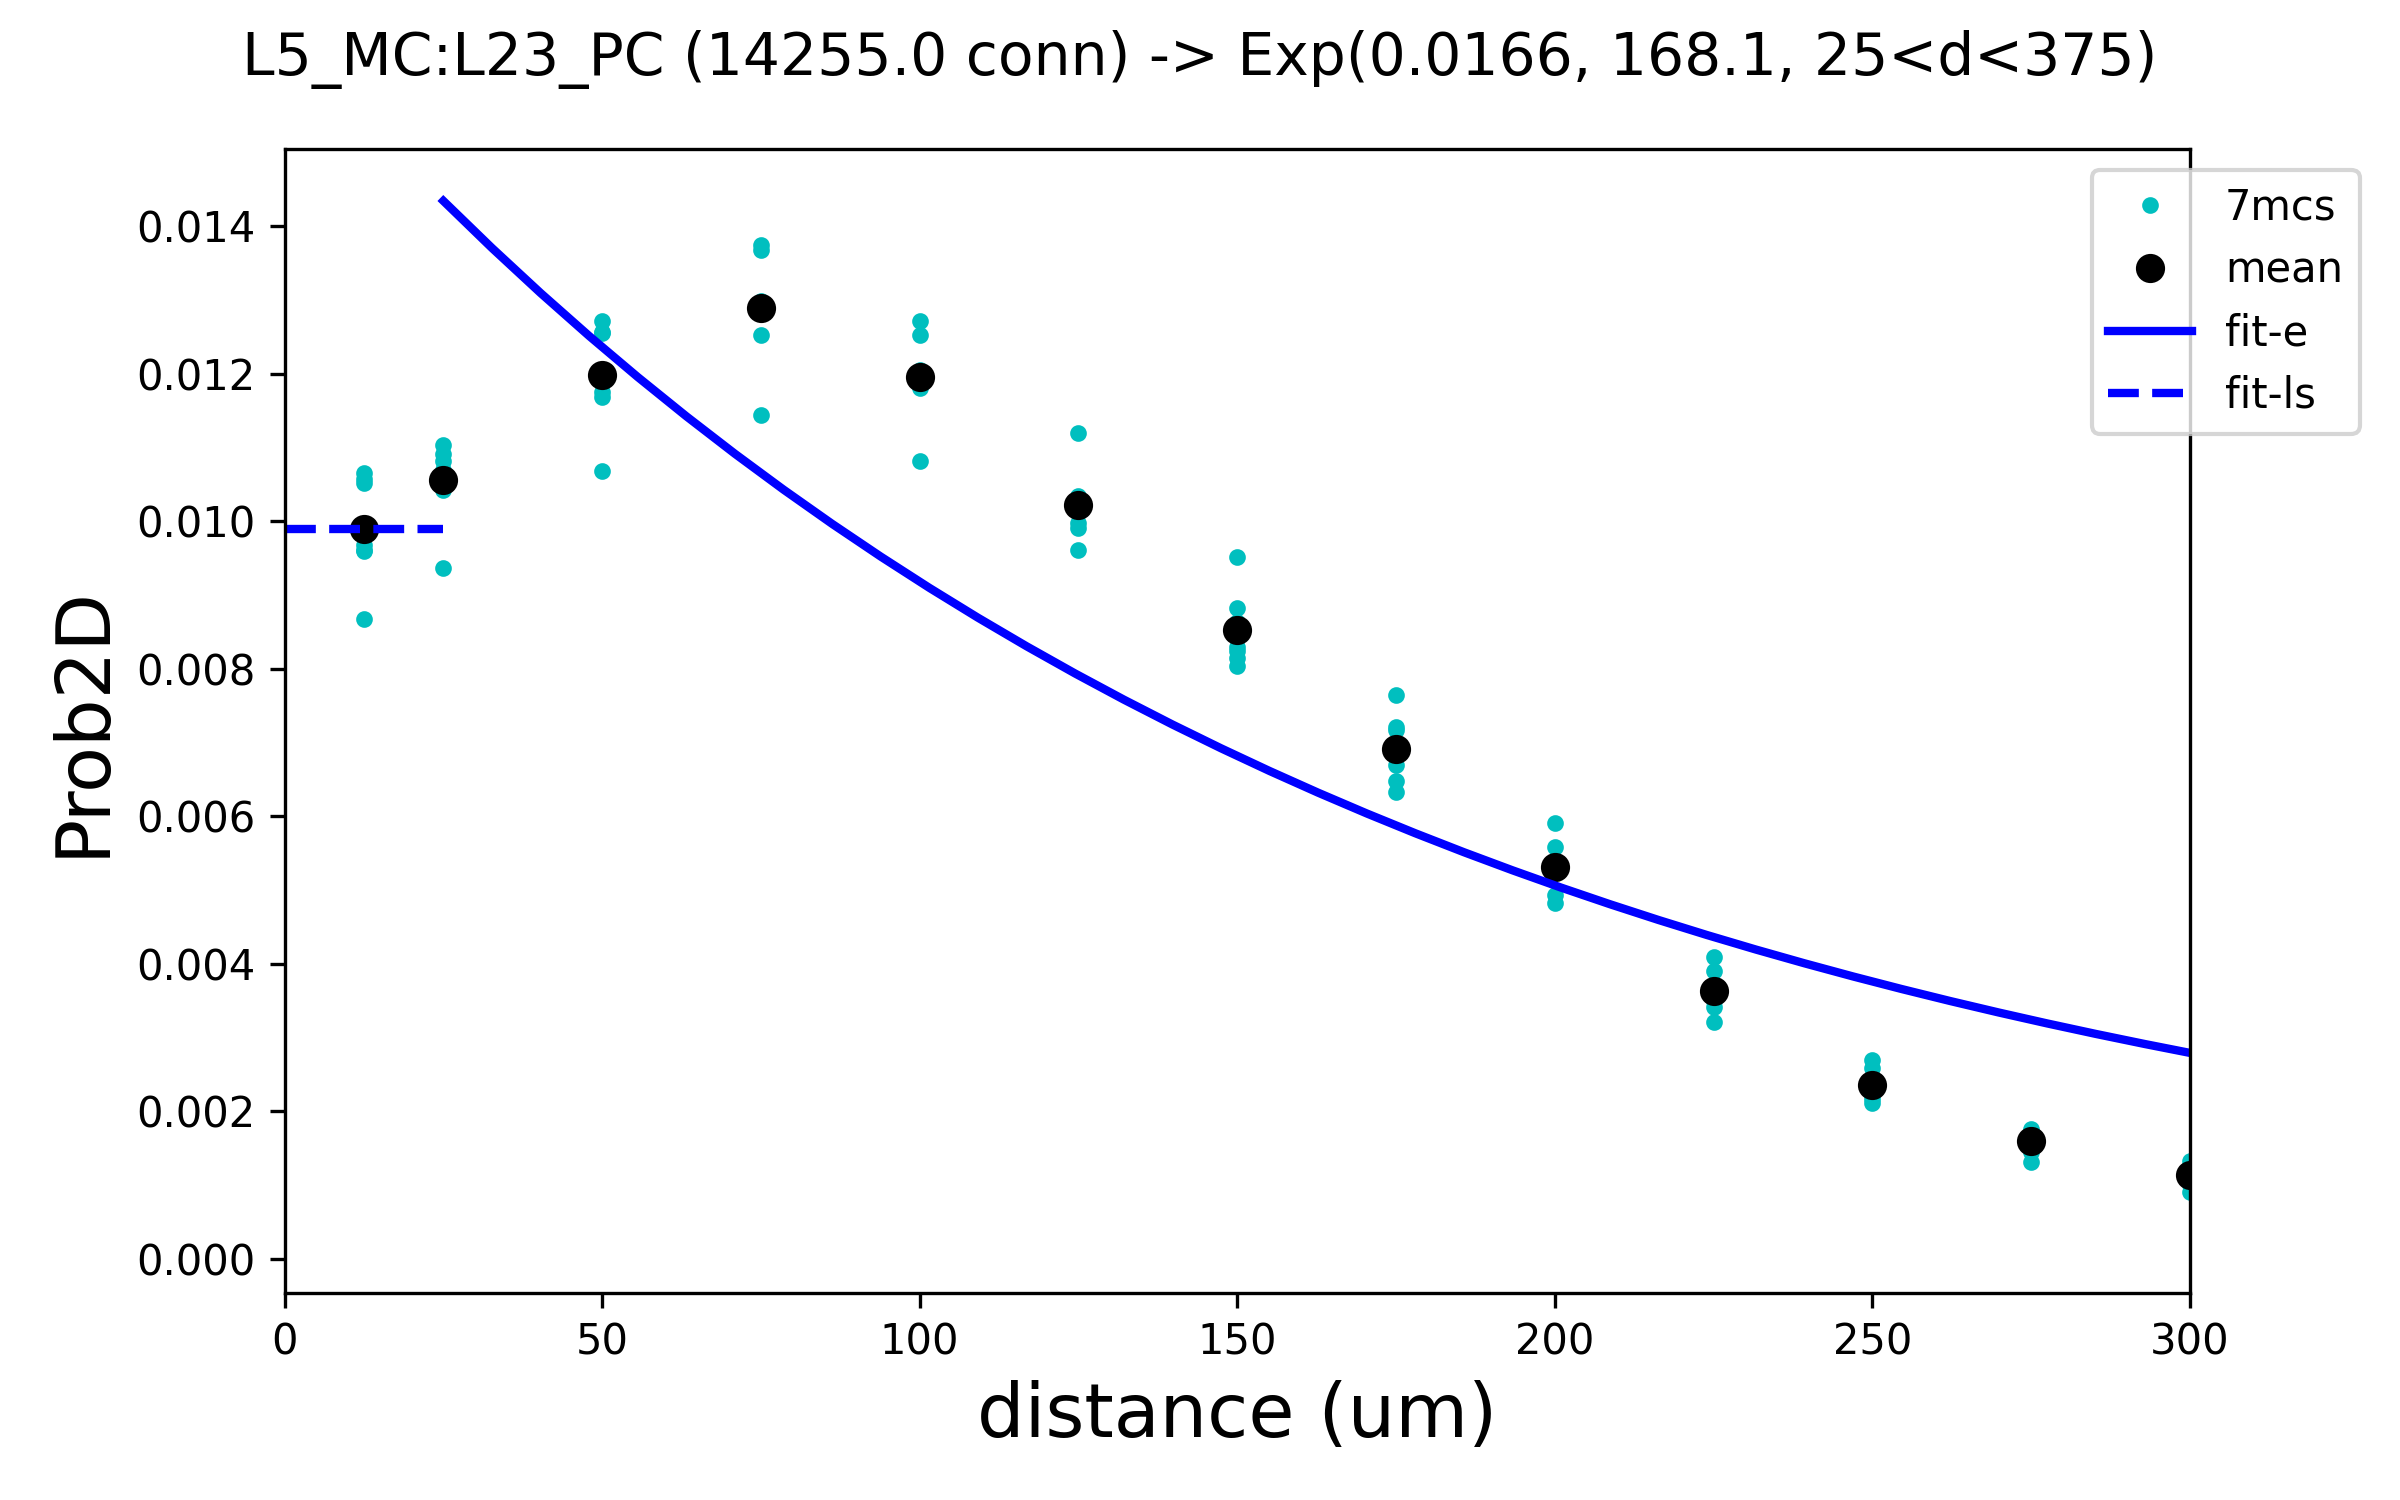 L5_MC:L23_PC (14255.0 conn) -> Exp(0.0166, 168.1, 25<d<375)
7mcs
mean
fit-e
fit-ls
Prob2D
0.014
0.012
0.010
0.008
0.006
0.004
0.002
0.000
0 50 100 150 200 250 300
distance (um)